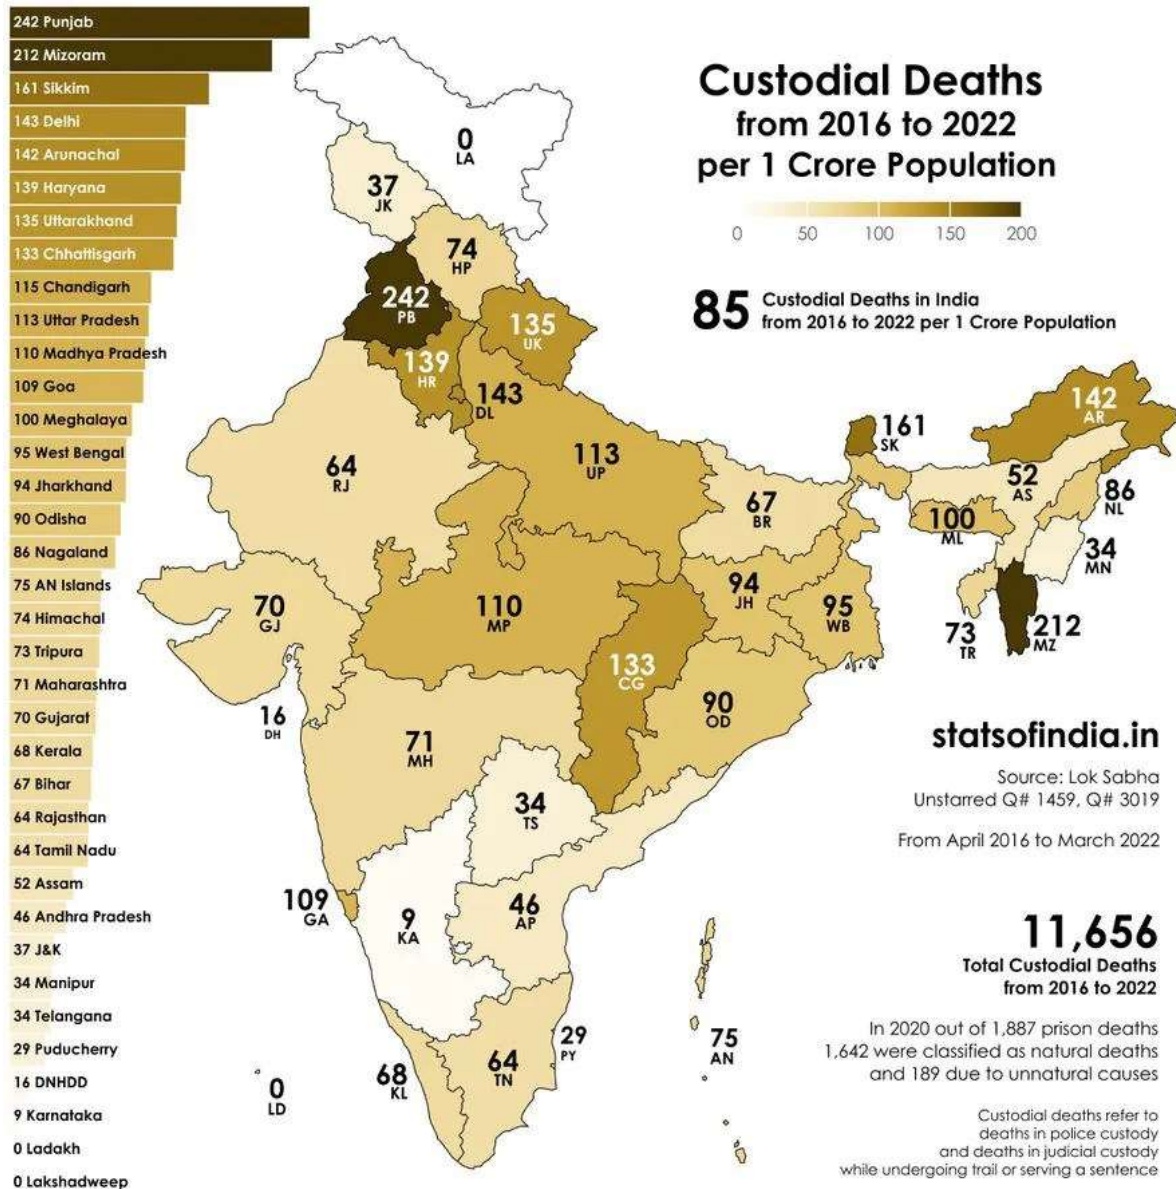 242 Punjab
212 Mizoram
161 Sikkim
143 Delhi
142 Arunachal
139 Haryana
135 Uttarakhand
133 Chhattisgarh
115 Chandigarh
113 Uttar Pradesh
110 Madhya Pradesh
109 Goa
100 Meghalaya
95 West Bengal
94 Jharkhand
90 Odisha
86 Nagaland
75 AN Islands
74 Himachal
73 Tripura
71 Maharashtra
70 Gujarat
68 Kerala
67 Bihar
64 Rajasthan
64 Tamil Nadu
52 Assam
46 Andhra Pradesh
37 J&K
34 Manipur
34 Telangana
29 Puducherry
16 DNHDD
9 Karnataka
0 Ladakh
0 Lakshadweep
Custodial Deaths
from 2016 to 2022
per 1 Crore Population
0 50 100 150 200
85
Custodial Deaths in India
from 2016 to 2022 per 1 Crore Population
0
LA
37
JK
74
HP
242
PB
135
UK
139
HR
143
DL
142
AR
161
SK
64
RJ
113
UP
67
BR
52
AS
86
NL
100
ML
34
MN
70
GJ
110
MP
94
JH
95
WB
73
TR
212
MZ
133
CG
90
OD
16
DH
71
MH
34
TS
109
GA
9
KA
46
AP
29
PY
75
AN
0
LD
68
KL
64
TN
statsofindia.in
Source: Lok Sabha
Unstarred Q# 1459, Q# 3019
From April 2016 to March 2022
11,656
Total Custodial Deaths
from 2016 to 2022
In 2020 out of 1,887 prison deaths
1,642 were classified as natural deaths
and 189 due to unnatural causes
Custodial deaths refer to
deaths in police custody
and deaths in judicial custody
while undergoing trail or serving a sentence